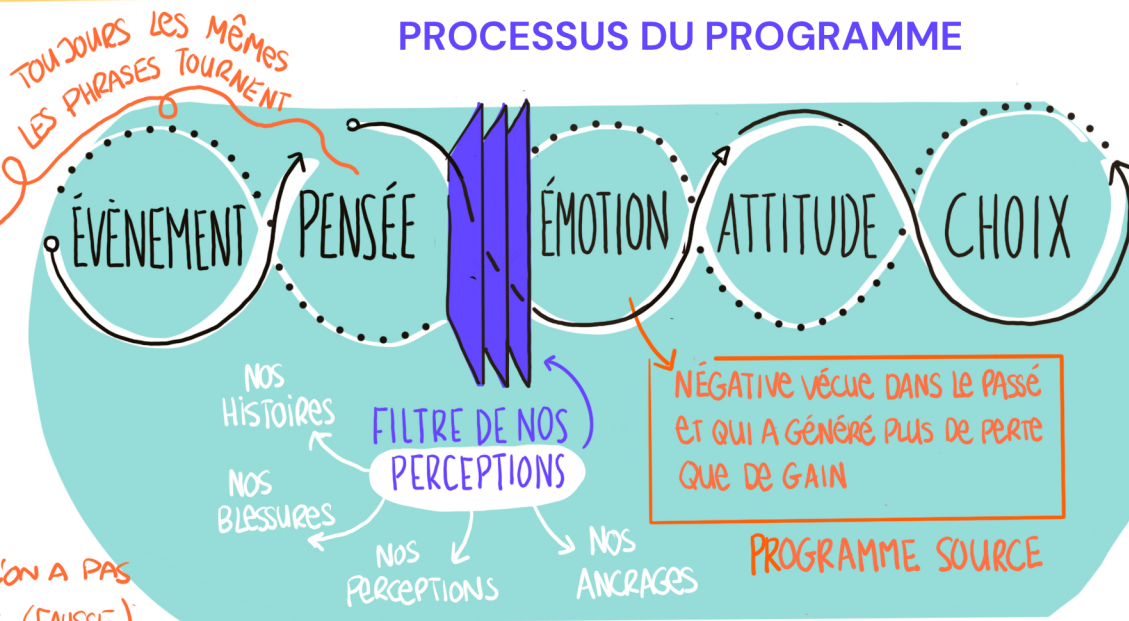 PROCESSUS DU PROGRAMME
TOUJOURS LES MÊMES
LES PHRASES TOURNENT
ÉVÈNEMENT
PENSÉE
ÉMOTION
ATTITUDE
CHOIX
NOS
HISTOIRES
FILTRE DE NOS
PERCEPTIONS
NOS
BLESSURES
NOS
PERCEPTIONS
NOS
ANCRAGES
NÉGATIVE VÉCUE DANS LE PASSÉ
ET QUI A GÉNÉRÉ PLUS DE PERTE
QUE DE GAIN
PROGRAMME SOURCE
ON A PAS